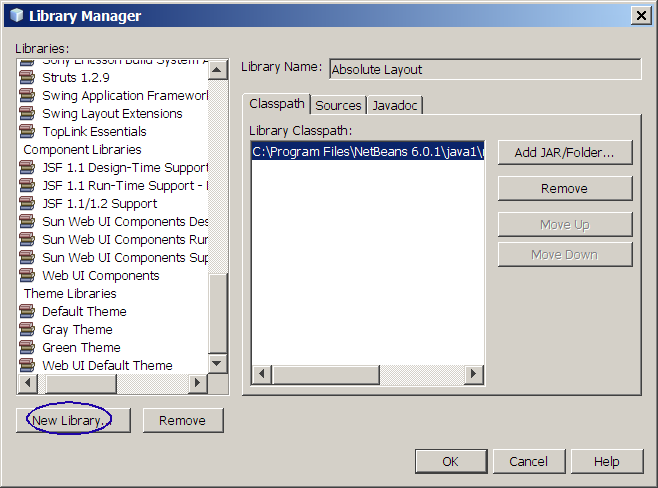 Library Manager
Libraries:
Sony Ericsson Build System
Struts 1.2.9
Swing Application Framework
Swing Layout Extensions
TopLink Essentials
Component Libraries
JSF 1.1 Design-Time Support
JSF 1.1 Run-Time Support -
JSF 1.1/1.2 Support
Sun Web UI Components Des
Sun Web UI Components Run
Sun Web UI Components Sup
Web UI Components
Theme Libraries
Default Theme
Gray Theme
Green Theme
Web UI Default Theme
New Library...
Remove
Library Name:
Absolute Layout
Classpath
Sources
Javadoc
Library Classpath:
C:\Program Files\NetBeans 6.0.1\java1\
Add JAR/Folder...
Remove
Move Up
Move Down
OK
Cancel
Help